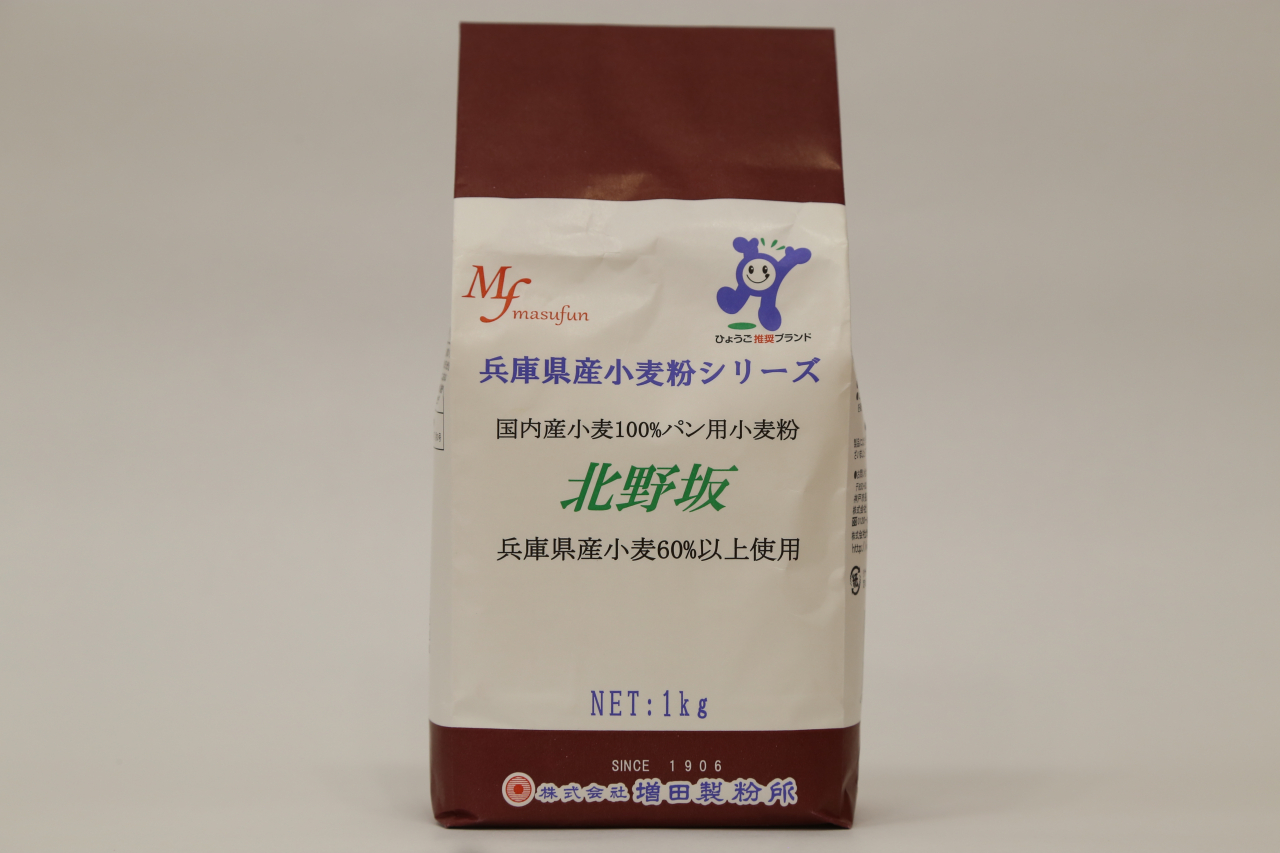 Mf
masufun
ひょうご推奨ブランド
兵庫県産小麦粉シリーズ
国内産小麦100%パン用小麦粉
北野坂
兵庫県産小麦60%以上使用
NET:1kg
SINCE 1906
株式会社 増田製粉所